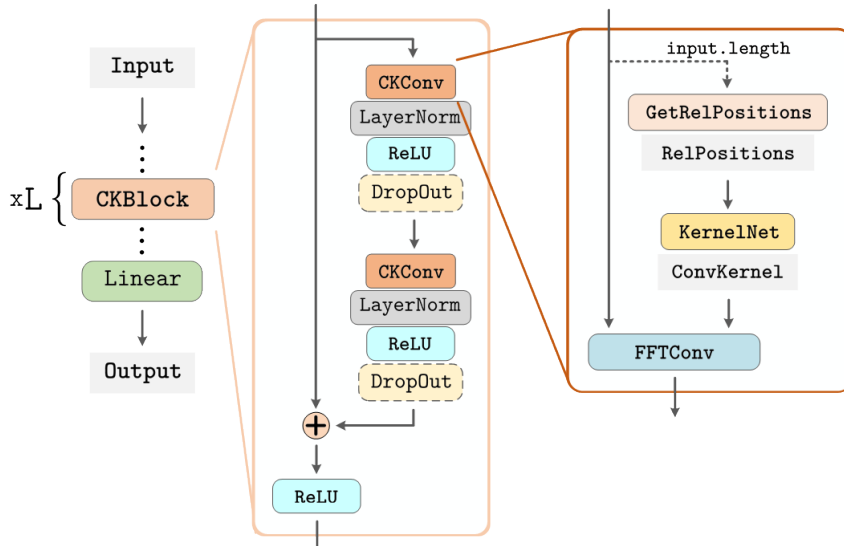 Input
xL
CKBlock
Linear
Output
CKConv
LayerNorm
ReLU
DropOut
CKConv
LayerNorm
ReLU
DropOut
ReLU
input.length
GetRelPositions
RelPositions
KernelNet
ConvKernel
FFTConv